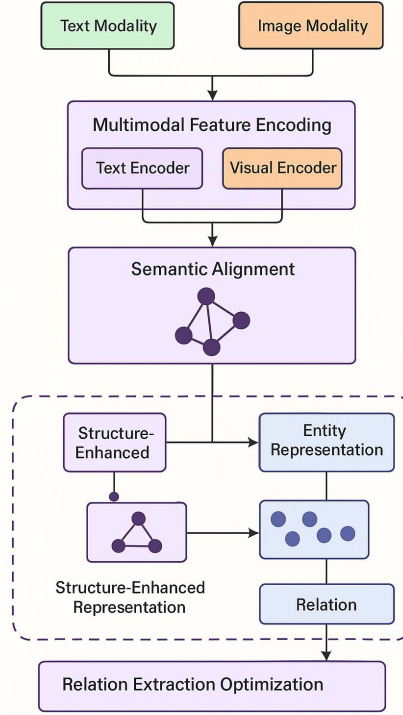 Text Modality
Image Modality
Multimodal Feature Encoding
Text Encoder
Visual Encoder
Semantic Alignment
Structure-
Enhanced
Entity
Representation
Structure-Enhanced
Representation
Relation
Relation Extraction Optimization